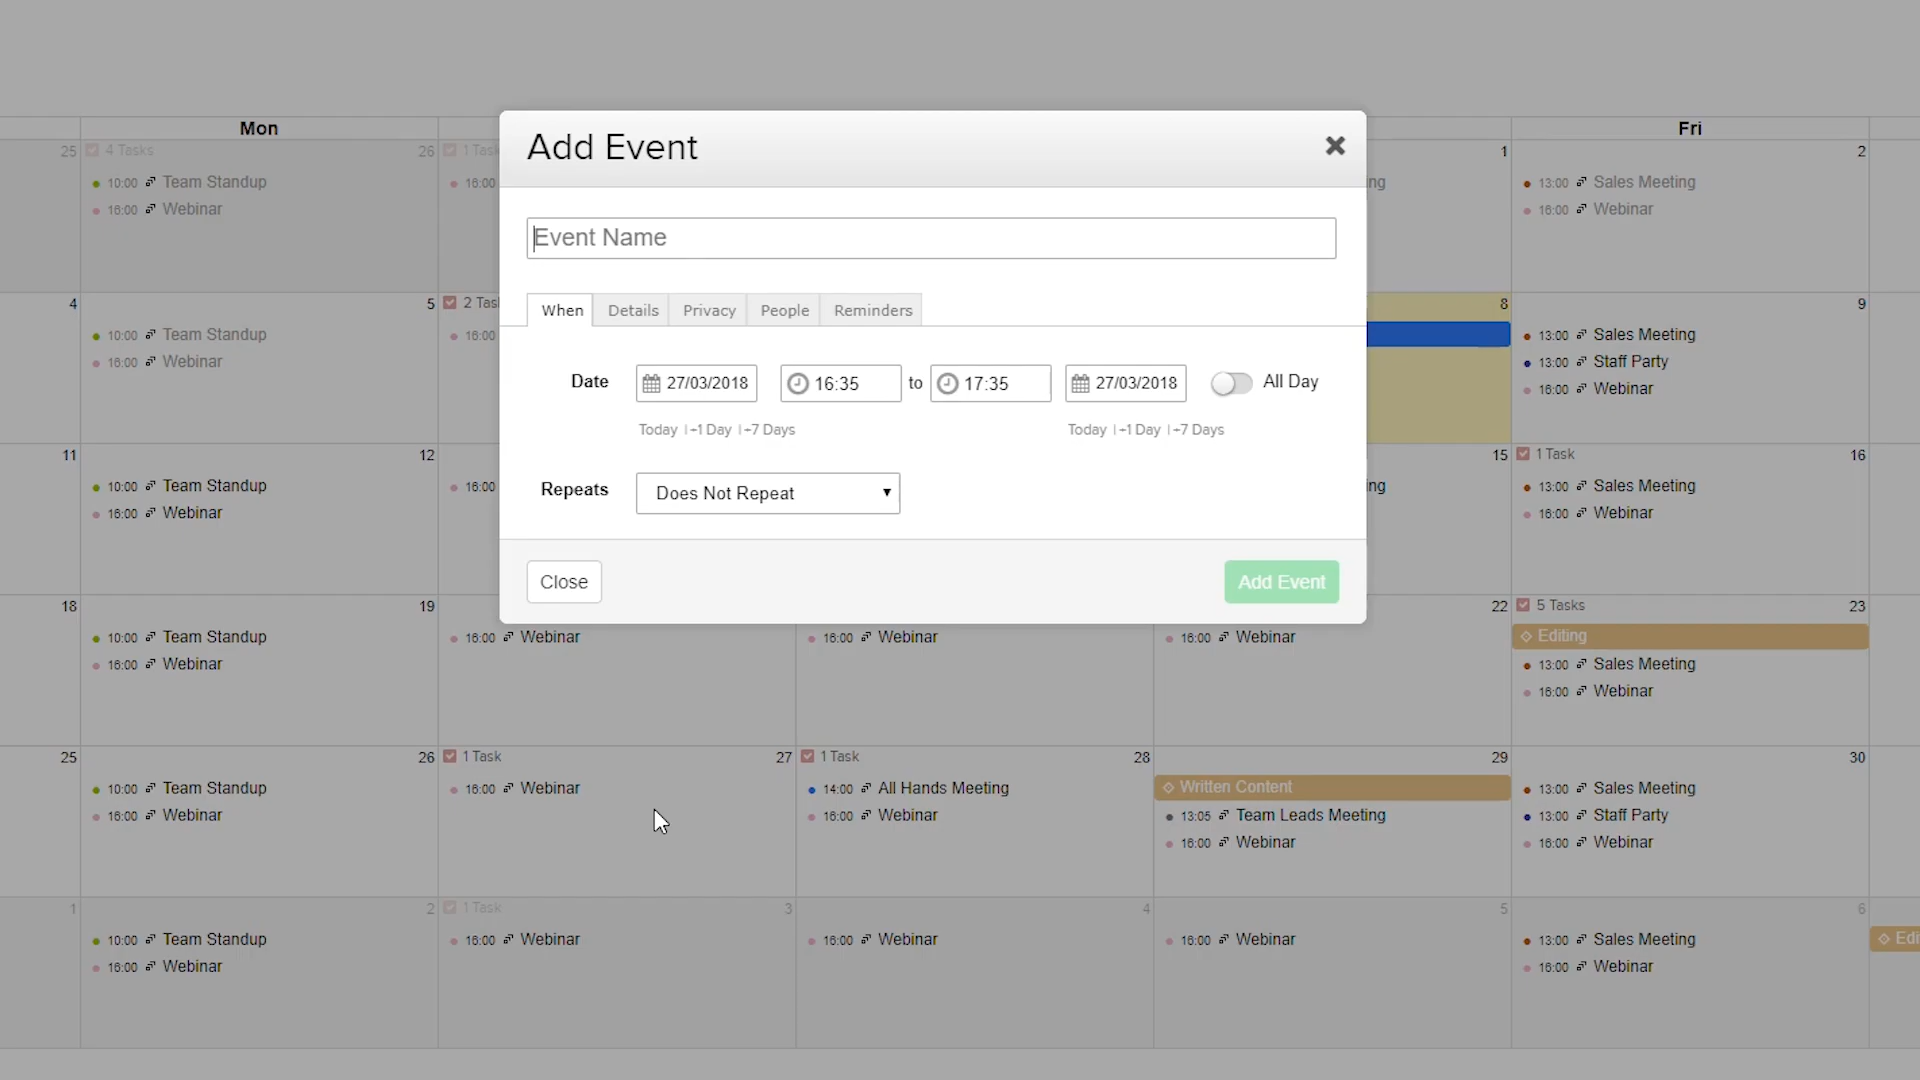 Mon
Fri
Add Event
✖
25 4 Tasks 26 1 Task
1 2
10:00 Team Standup
16:00
13:00 Sales Meeting
16:00 Webinar
16:00 Webinar
Event Name
4 5 2 Tas
8 9
When Details Privacy People Reminders
10:00 Team Standup
16:00
13:00 Sales Meeting
16:00 Webinar
13:00 Staff Party
16:00 Webinar
Date 27/03/2018 16:35 to 17:35 27/03/2018 All Day
Today |+1 Day |+7 Days
Today |+1 Day |+7 Days
11 12
15 1 Task 16
10:00 Team Standup
16:00
ing
13:00 Sales Meeting
16:00 Webinar
16:00 Webinar
Repeats Does Not Repeat
Close
Add Event
18 19
22 5 Tasks 23
Editing
10:00 Team Standup
16:00 Webinar
16:00 Webinar
16:00 Webinar
16:00 Webinar
13:00 Sales Meeting
16:00 Webinar
25 26 1 Task 27 1 Task 28 29 30
10:00 Team Standup
16:00 Webinar
16:00 Webinar
14:00 All Hands Meeting
16:00 Webinar
Written Content
13:05 Team Leads Meeting
16:00 Webinar
13:00 Sales Meeting
13:00 Staff Party
16:00 Webinar
1 2 1 Task 3 4 5 6
10:00 Team Standup
16:00 Webinar
16:00 Webinar
16:00 Webinar
16:00 Webinar
13:00 Sales Meeting
16:00 Webinar
Edi